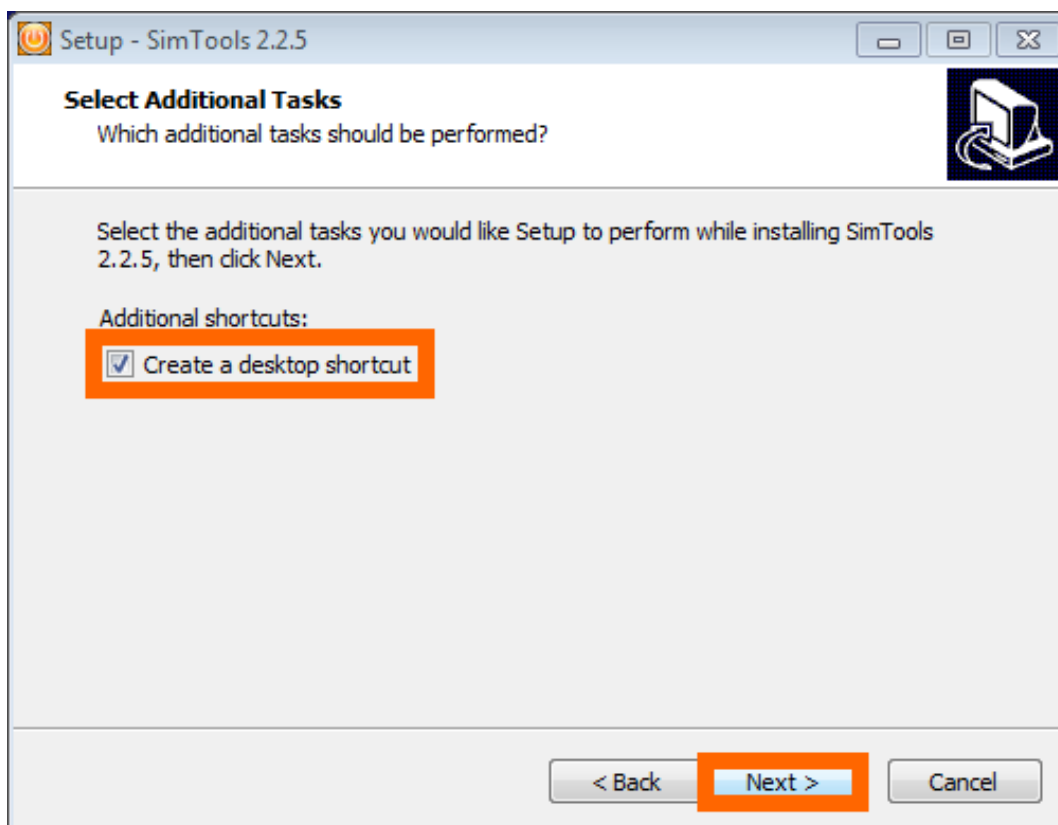 Setup - SimTools 2.2.5
Select Additional Tasks
Which additional tasks should be performed?
Select the additional tasks you would like Setup to perform while installing SimTools
2.2.5, then click Next.
Additional shortcuts:
Create a desktop shortcut
< Back Next > Cancel